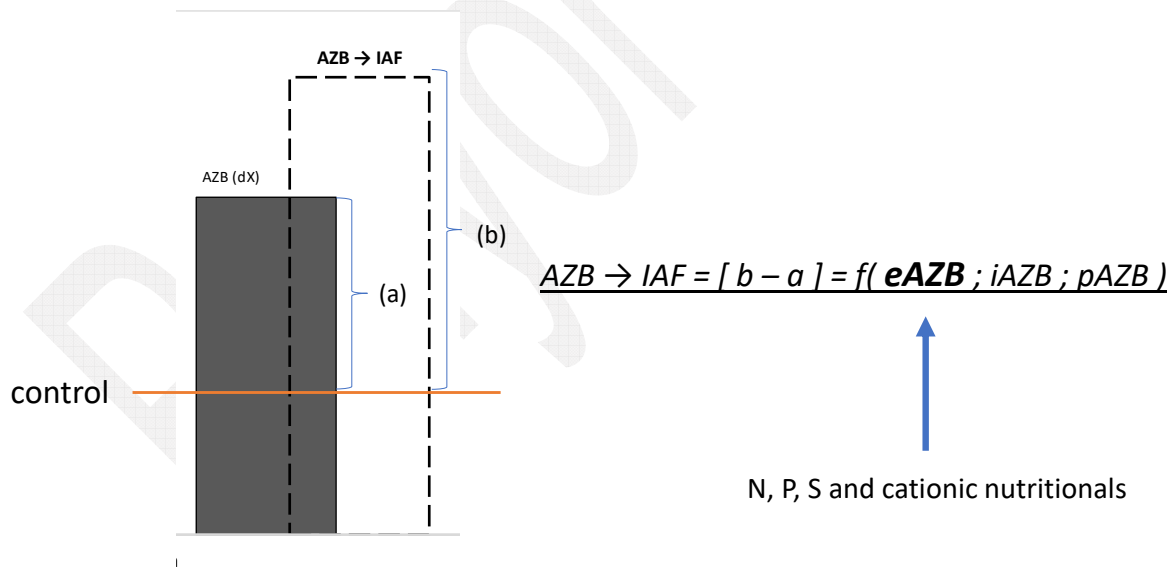 AZB → IAF
AZB (dX)
(b)
(a)
AZB → IAF = [ b – a ] = f( eAZB ; iAZB ; pAZB )
control
N, P, S and cationic nutritionals